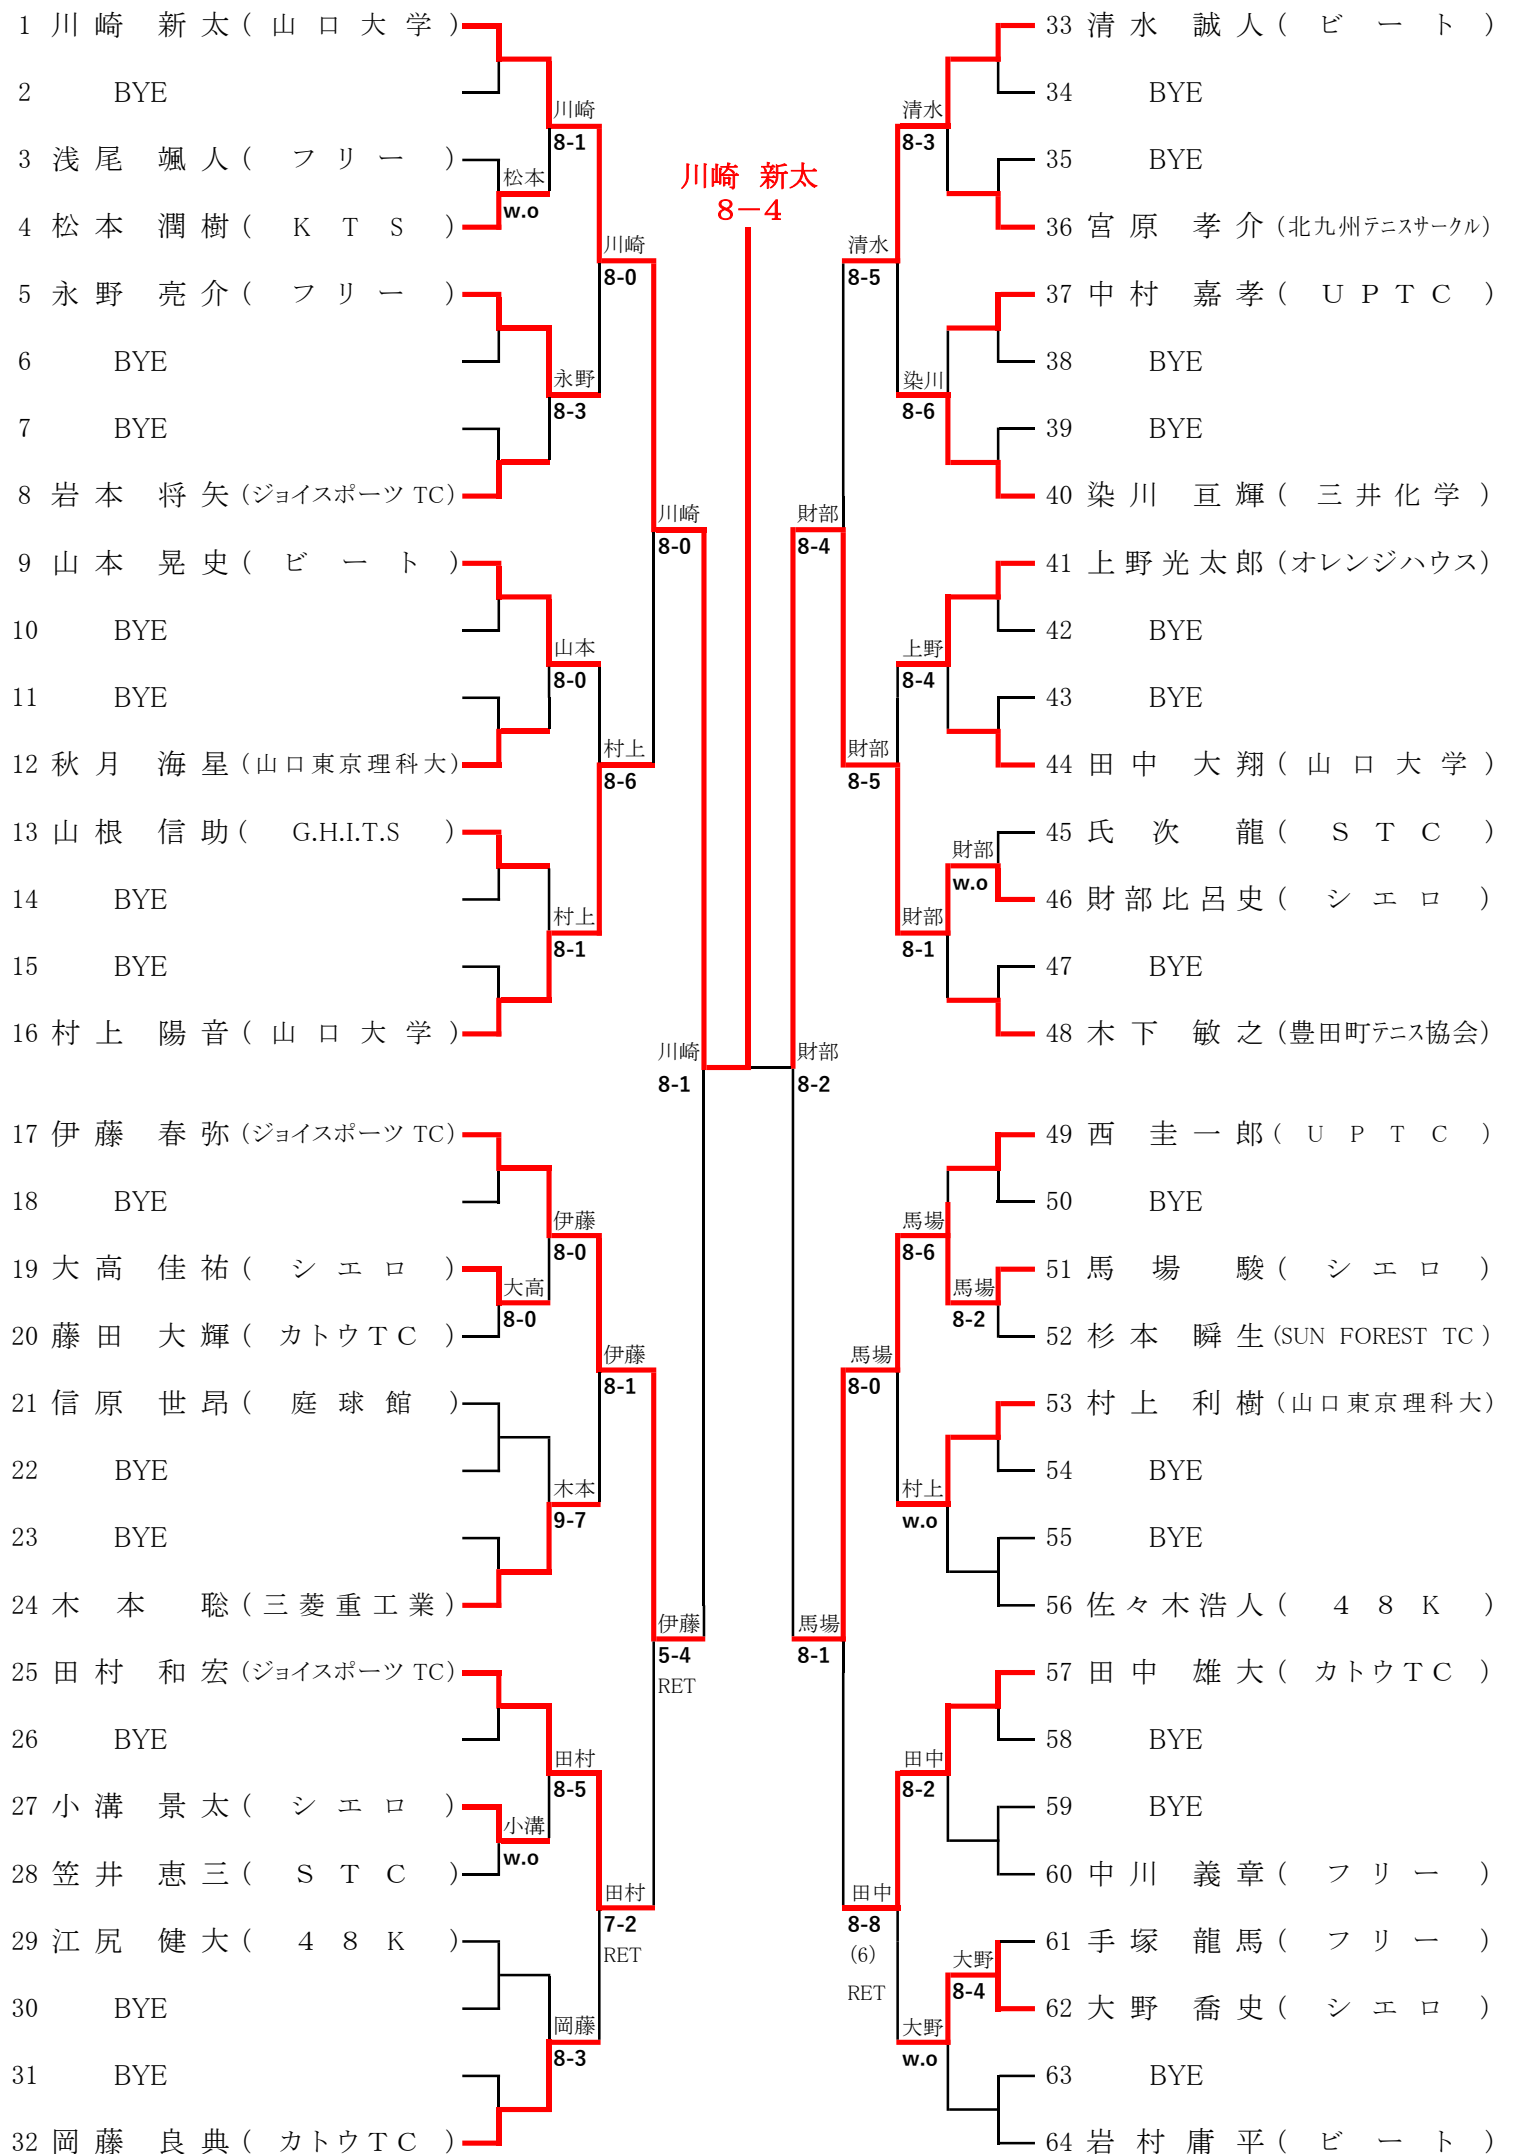 1 川崎 新太(山口大学)
2 BYE
3 浅尾 颯人(フリー)
4 松本 潤樹(KTS)
5 永野 亮介(フリー)
6 BYE
7 BYE
8 岩本 将矢(ジョイスポーツTC)
9 山本 晃史(ビート)
10 BYE
11 BYE
12 秋月 海星(山口東京理科大)
13 山根 信助(G.H.I.T.S)
14 BYE
15 BYE
16 村上 陽音(山口大学)
17 伊藤 春弥(ジョイスポーツTC)
18 BYE
19 大高 佳祐(シエロ)
20 藤田 大輝(カトウTC)
21 信原 世昂(庭球館)
22 BYE
23 BYE
24 木本 聡(三菱重工業)
25 田村 和宏(ジョイスポーツTC)
26 BYE
27 小溝 景太(シエロ)
28 笠井 恵三(STC)
29 江尻 健大(48K)
30 BYE
31 BYE
32 岡藤 良典(カトウTC)
松本
w.o
大高
8-0
小溝
w.o
川崎
8-1
永野
8-3
山本
8-0
村上
8-1
伊藤
8-0
木本
9-7
田村
8-5
岡藤
8-3
川崎
8-0
村上
8-6
伊藤
8-1
田村
7-2
RET
川崎
8-0
伊藤
5-4
RET
川崎
8-1
川崎 新太
8-4
財部
8-2
財部
8-4
馬場
8-1
清水
8-5
財部
8-5
馬場
8-0
田中
8-8
(6)
RET
清水
8-3
染川
8-6
上野
8-4
財部
8-1
馬場
8-6
村上
w.o
田中
8-2
大野
w.o
財部
w.o
馬場
8-2
大野
8-4
33 清水 誠人(ビート)
34 BYE
35 BYE
36 宮原 孝介(北九州テニスサークル)
37 中村 嘉孝(UPTC)
38 BYE
39 BYE
40 染川 亘輝(三井化学)
41 上野光太郎(オレンジハウス)
42 BYE
43 BYE
44 田中 大翔(山口大学)
45 氏次 龍(STC)
46 財部比呂史(シエロ)
47 BYE
48 木下 敏之(豊田町テニス協会)
49 西 圭一郎(UPTC)
50 BYE
51 馬場 駿(シエロ)
52 杉本 瞬生(SUN FOREST TC)
53 村上 利樹(山口東京理科大)
54 BYE
55 BYE
56 佐々木浩人(48K)
57 田中 雄大(カトウTC)
58 BYE
59 BYE
60 中川 義章(フリー)
61 手塚 龍馬(フリー)
62 大野 喬史(シエロ)
63 BYE
64 岩村庸平(ビート)